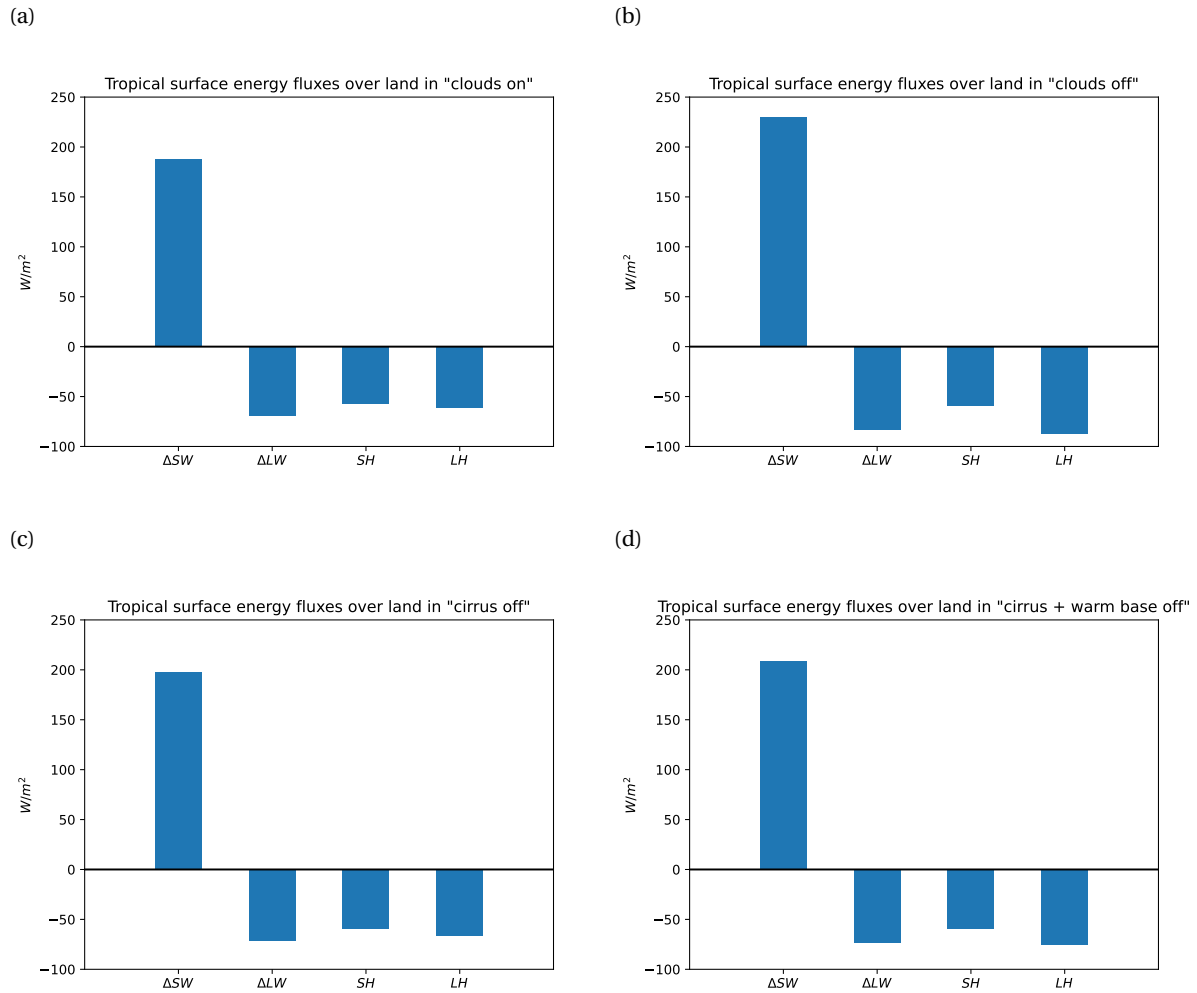 (a)
Tropical surface energy fluxes over land in "clouds on"
250
200
150
100
50
0
−50
−100
W/m²
ΔSW
ΔLW
SH
LH
(b)
Tropical surface energy fluxes over land in "clouds off"
250
200
150
100
50
0
−50
−100
W/m²
ΔSW
ΔLW
SH
LH
(c)
Tropical surface energy fluxes over land in "cirrus off"
250
200
150
100
50
0
−50
−100
W/m²
ΔSW
ΔLW
SH
LH
(d)
Tropical surface energy fluxes over land in "cirrus + warm base off"
250
200
150
100
50
0
−50
−100
W/m²
ΔSW
ΔLW
SH
LH